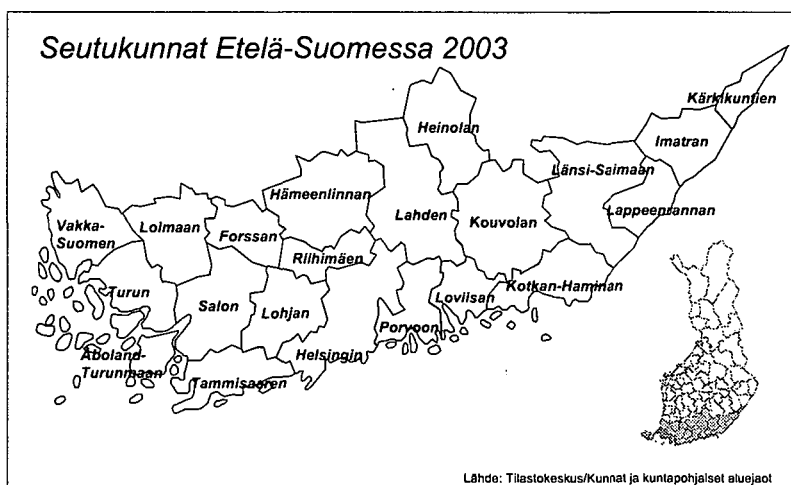 Seutukunnat Etelä-Suomessa 2003
Kärkikuntien
Heinolan
Imatran
Länsi-Saimaan
Hämeenlinnan
Lappeenrannan
Vakka-
Suomen
Loimaan
Forssan
Lahden
Kouvolan
Riihimäen
Turun
Salon
Lohjan
Porvoon
Loviisan
Kotkan-Haminan
Åboland-
Turunmaan
Helsingin
Tammisaaren
Lähde: Tilastokeskus/Kunnat ja kuntapohjaiset aluejaot